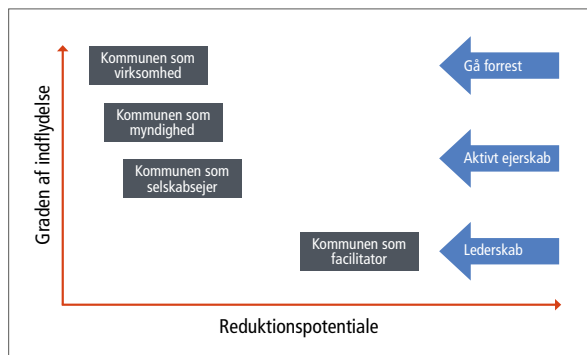 Graden af indflydelse
Kommunen som
virksomhed
Gå forrest
Kommunen som
myndighed
Kommunen som
selskabsejer
Aktivt ejerskab
Kommunen som
facilitator
Lederskab
Reduktionspotentiale